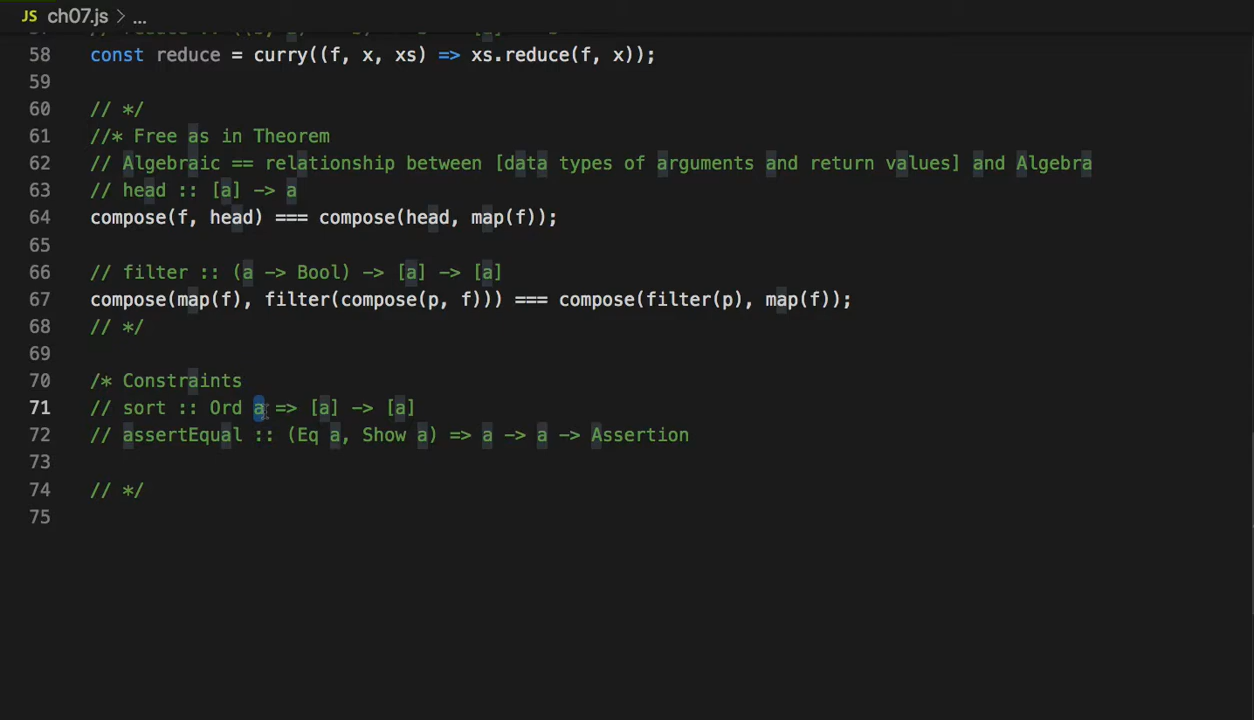 JS ch07.js > ...
58 const reduce = curry((f, x, xs) => xs.reduce(f, x));
59
60 // */
61 //* Free as in Theorem
62 // Algebraic == relationship between [data types of arguments and return values] and Algebra
63 // head :: [a] -> a
64 compose(f, head) === compose(head, map(f));
65
66 // filter :: (a -> Bool) -> [a] -> [a]
67 compose(map(f), filter(compose(p, f))) === compose(filter(p), map(f));
68 // */
69
70 /* Constraints
71 // sort :: Ord a => [a] -> [a]
72 // assertEqual :: (Eq a, Show a) => a -> a -> Assertion
73
74 // */
75